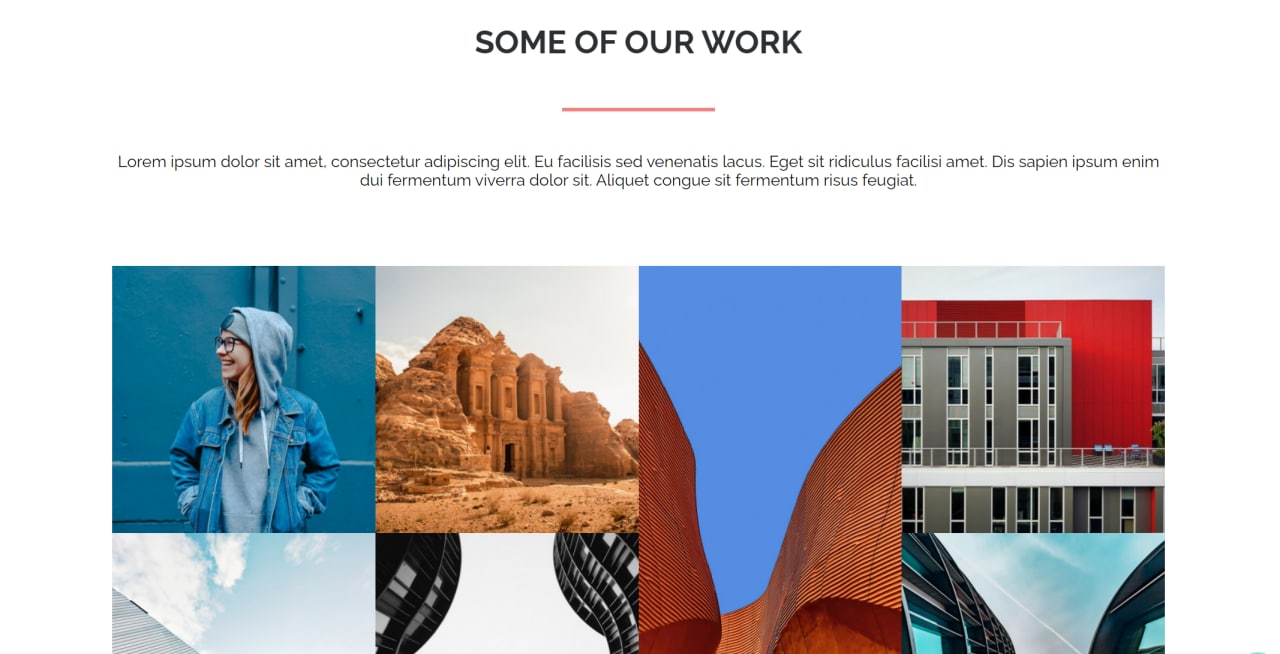 SOME OF OUR WORK
Lorem ipsum dolor sit amet, consectetur adipiscing elit. Eu facilisis sed venenatis lacus. Eget sit ridiculus facilisi amet. Dis sapien ipsum enim
dui fermentum viverra dolor sit. Aliquet congue sit fermentum risus feugiat.